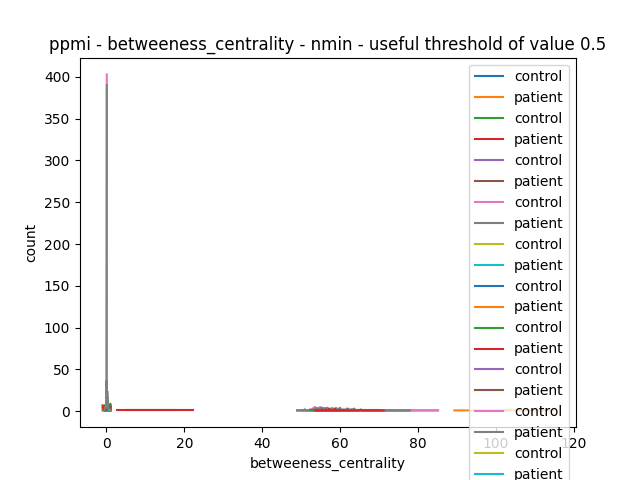 ppmi - betweeness_centrality - nmin - useful threshold of value 0.5
400
350
300
250
200
150
100
50
0
count
0 20 40 60 80 100 120
betweeness_centrality
control
patient
control
patient
control
patient
control
patient
control
patient
control
patient
control
patient
control
patient
control
patient
control
patient